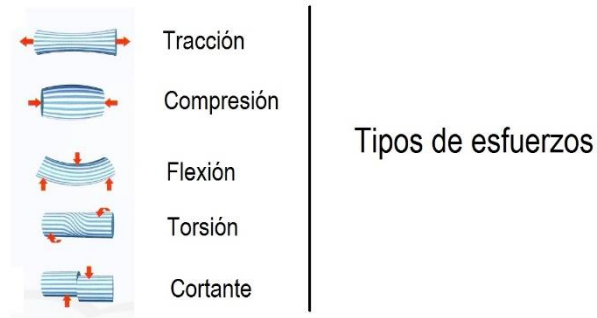 Tracción
Compresión
Flexión
Torsión
Cortante
Tipos de esfuerzos